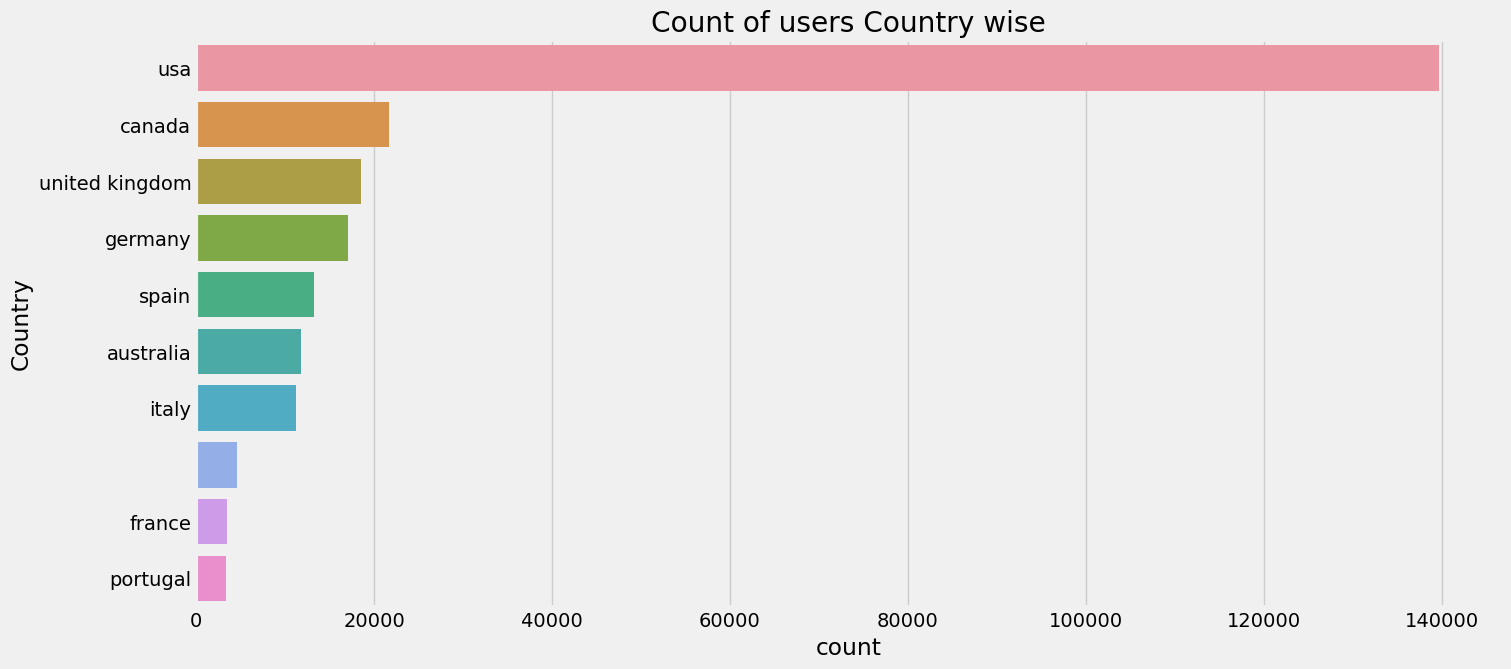 Count of users Country wise
Country
usa
canada
united kingdom
germany
spain
australia
italy
france
portugal
0 20000 40000 60000 80000 100000 120000 140000
count